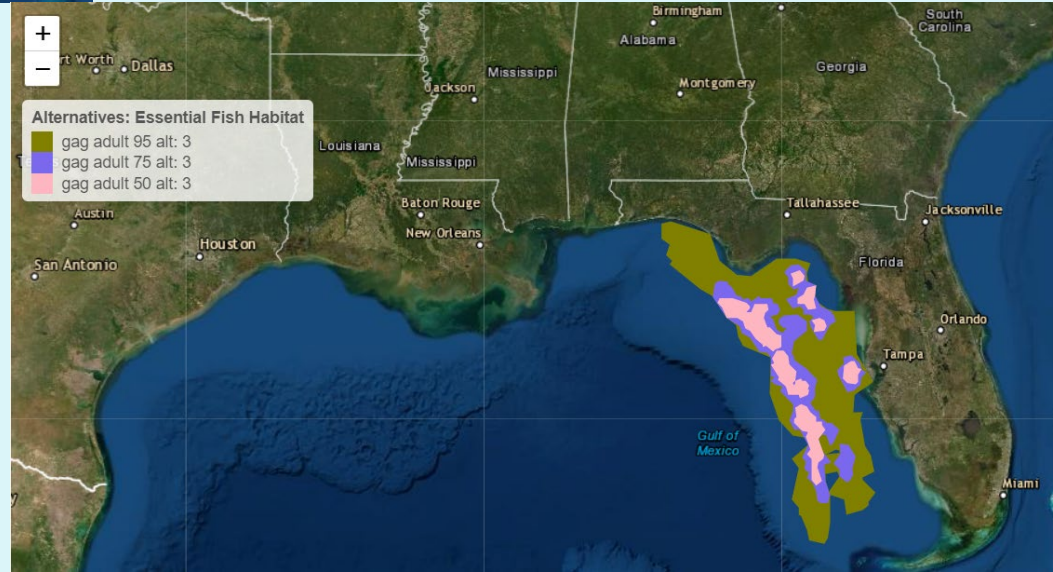 +
−
Alternatives: Essential Fish Habitat
gag adult 95 alt: 3
gag adult 75 alt: 3
gag adult 50 alt: 3
Birmingham
Alabama
South
Carolina
Georgia
rt Worth
Dallas
Mississippi
Jackson
Montgomery
Louisiana
Mississippi
Austin
Baton Rouge
New Orleans
Tallahassee
Jacksonville
Houston
San Antonio
Florida
Orlando
Tampa
Gulf of
Mexico
Miami